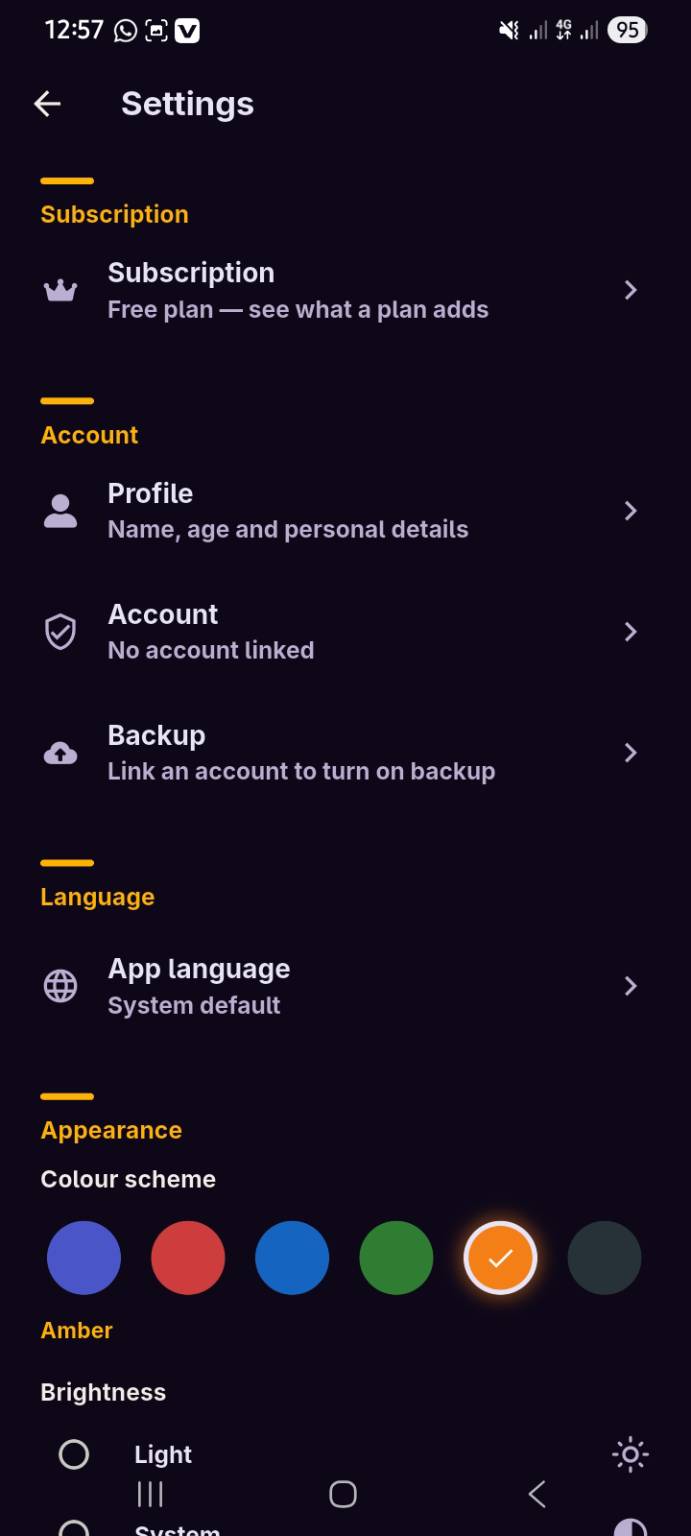 12:57
4G
95
Settings
Subscription
Subscription
Free plan — see what a plan adds
Account
Profile
Name, age and personal details
Account
No account linked
Backup
Link an account to turn on backup
Language
App language
System default
Appearance
Colour scheme
Amber
Brightness
Light
System